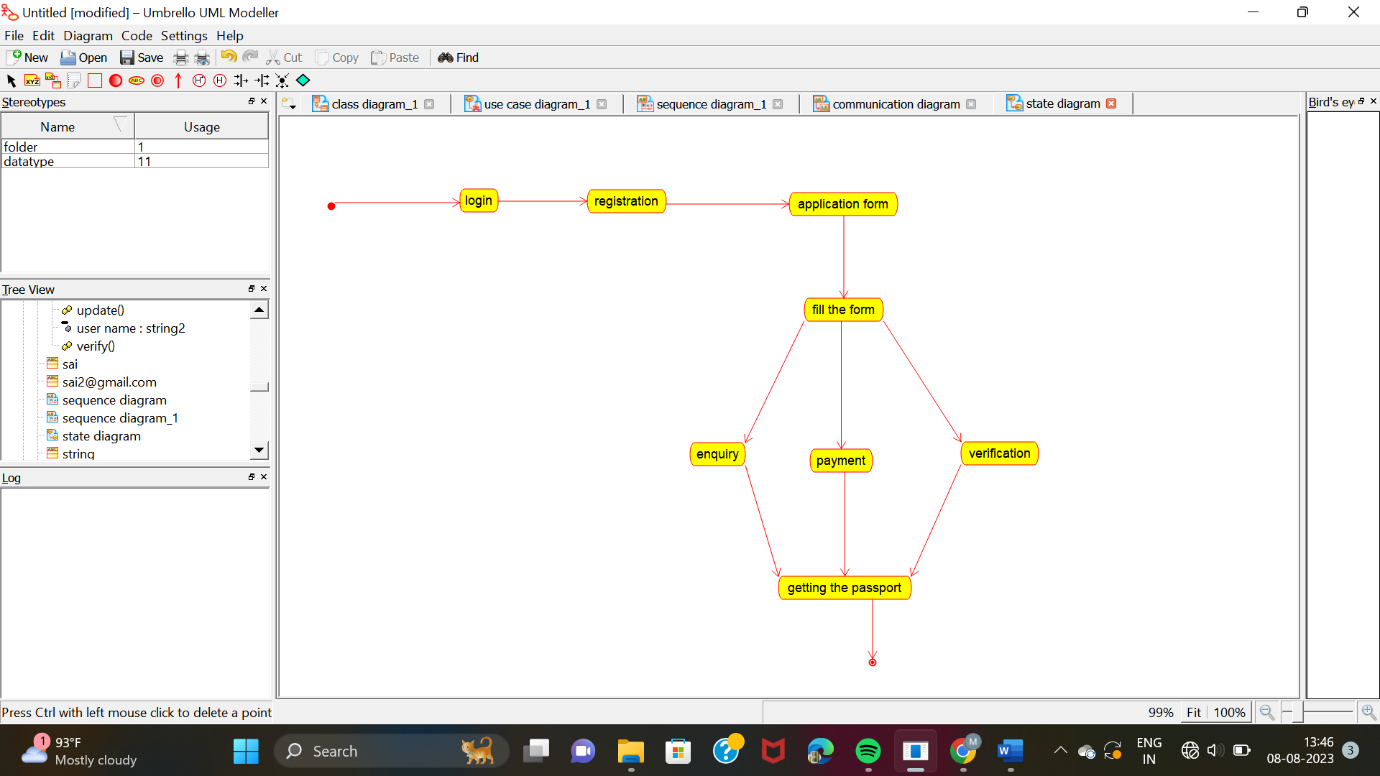 Untitled [modified] – Umbrello UML Modeller
File Edit Diagram Code Settings Help
New Open Save Cut Copy Paste Find
Stereotypes
Name Usage
folder 1
datatype 11
class diagram_1 use case diagram_1 sequence diagram_1 communication diagram state diagram
Bird's ey
login registration application form
fill the form
enquiry payment verification
getting the passport
Tree View
update()
user name : string2
verify()
sai
sai2@gmail.com
sequence diagram
sequence diagram_1
state diagram
string
Log
Press Ctrl with left mouse click to delete a point
99% Fit 100%
1
93°F
Mostly cloudy
Search
M
W
ENG
IN
13:46
08-08-2023
3